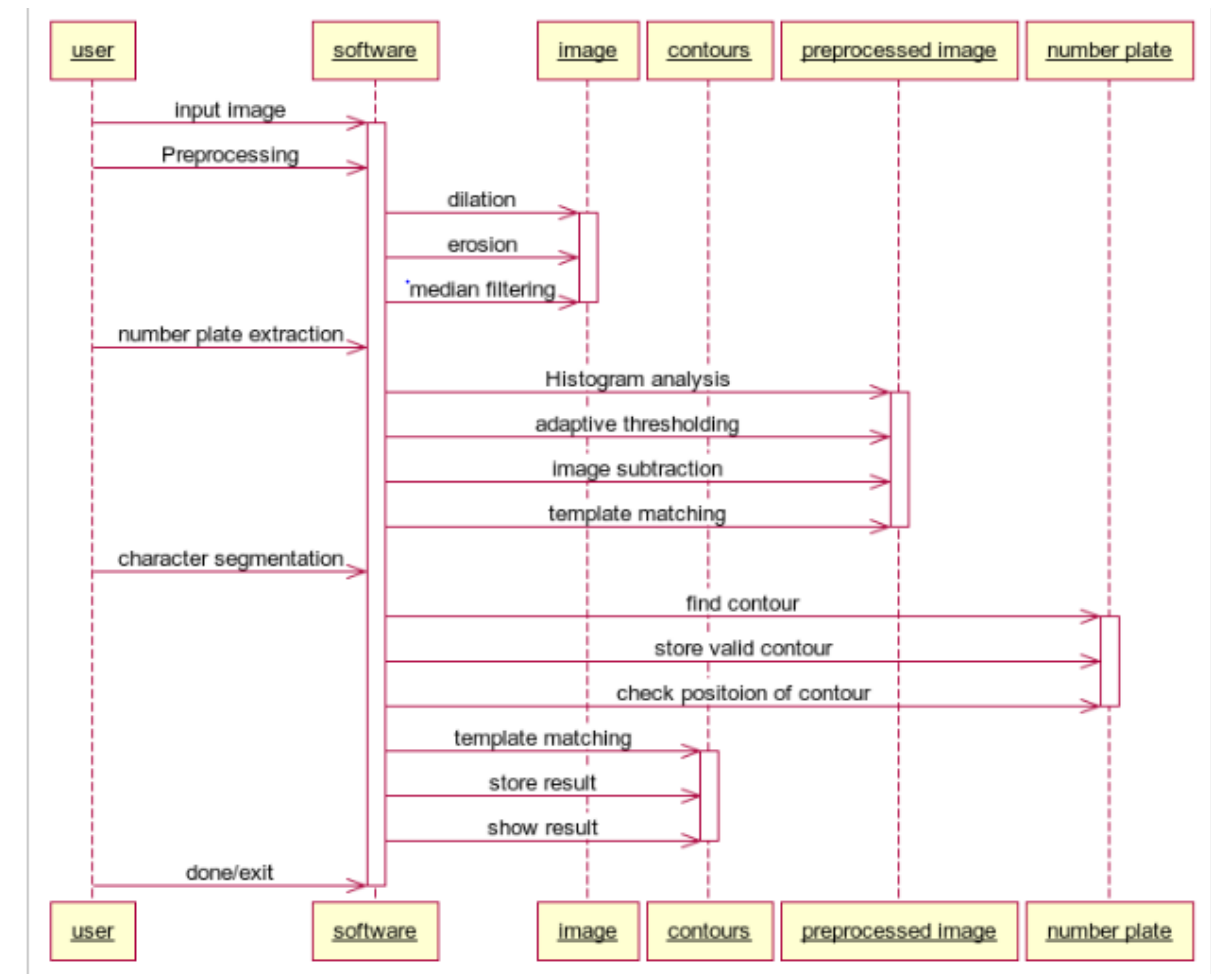 user software image contours preprocessed image number plate
input image
Preprocessing
dilation
erosion
median filtering
number plate extraction
Histogram analysis
adaptive thresholding
image subtraction
template matching
character segmentation
find contour
store valid contour
check positoion of contour
template matching
store result
show result
done/exit
user software image contours preprocessed image number plate